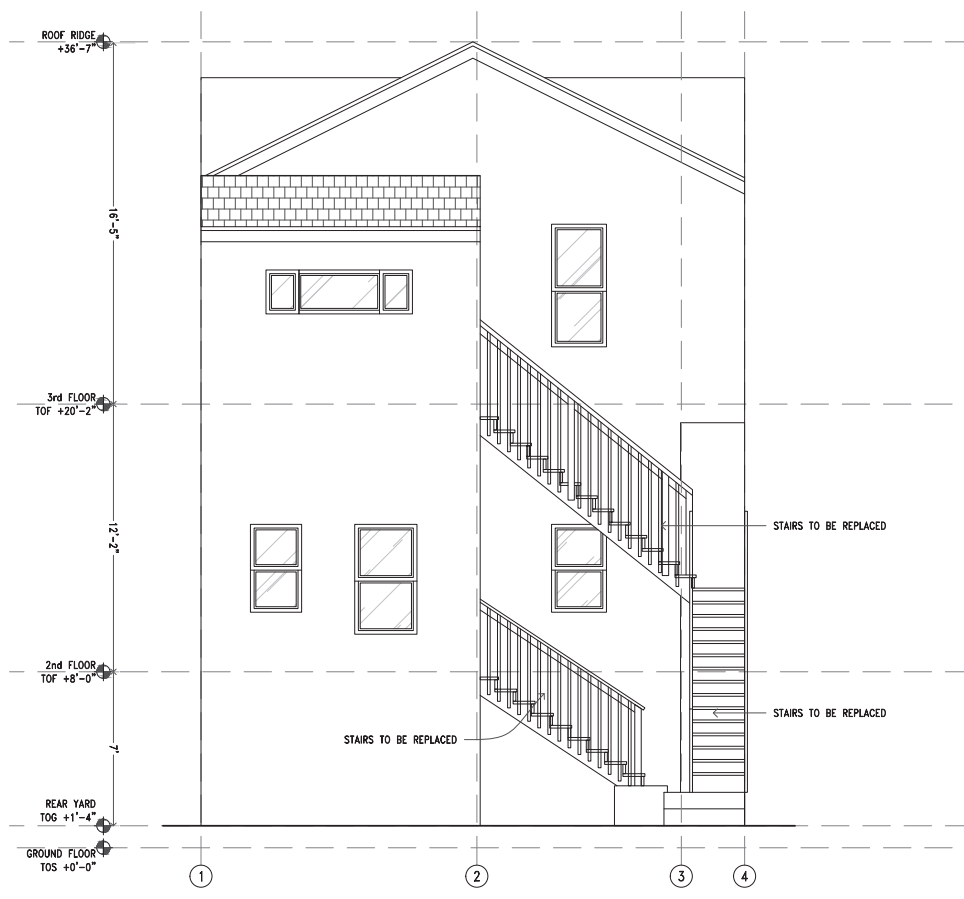 ROOF RIDGE
+36'-7"
16'-5"
3rd FLOOR
TOF +20'-2"
12'-2"
STAIRS TO BE REPLACED
2nd FLOOR
TOF +8'-0"
STAIRS TO BE REPLACED
STAIRS TO BE REPLACED
7'
REAR YARD
TOG +1'-4"
GROUND FLOOR
TOS +0'-0"
1
2
3
4